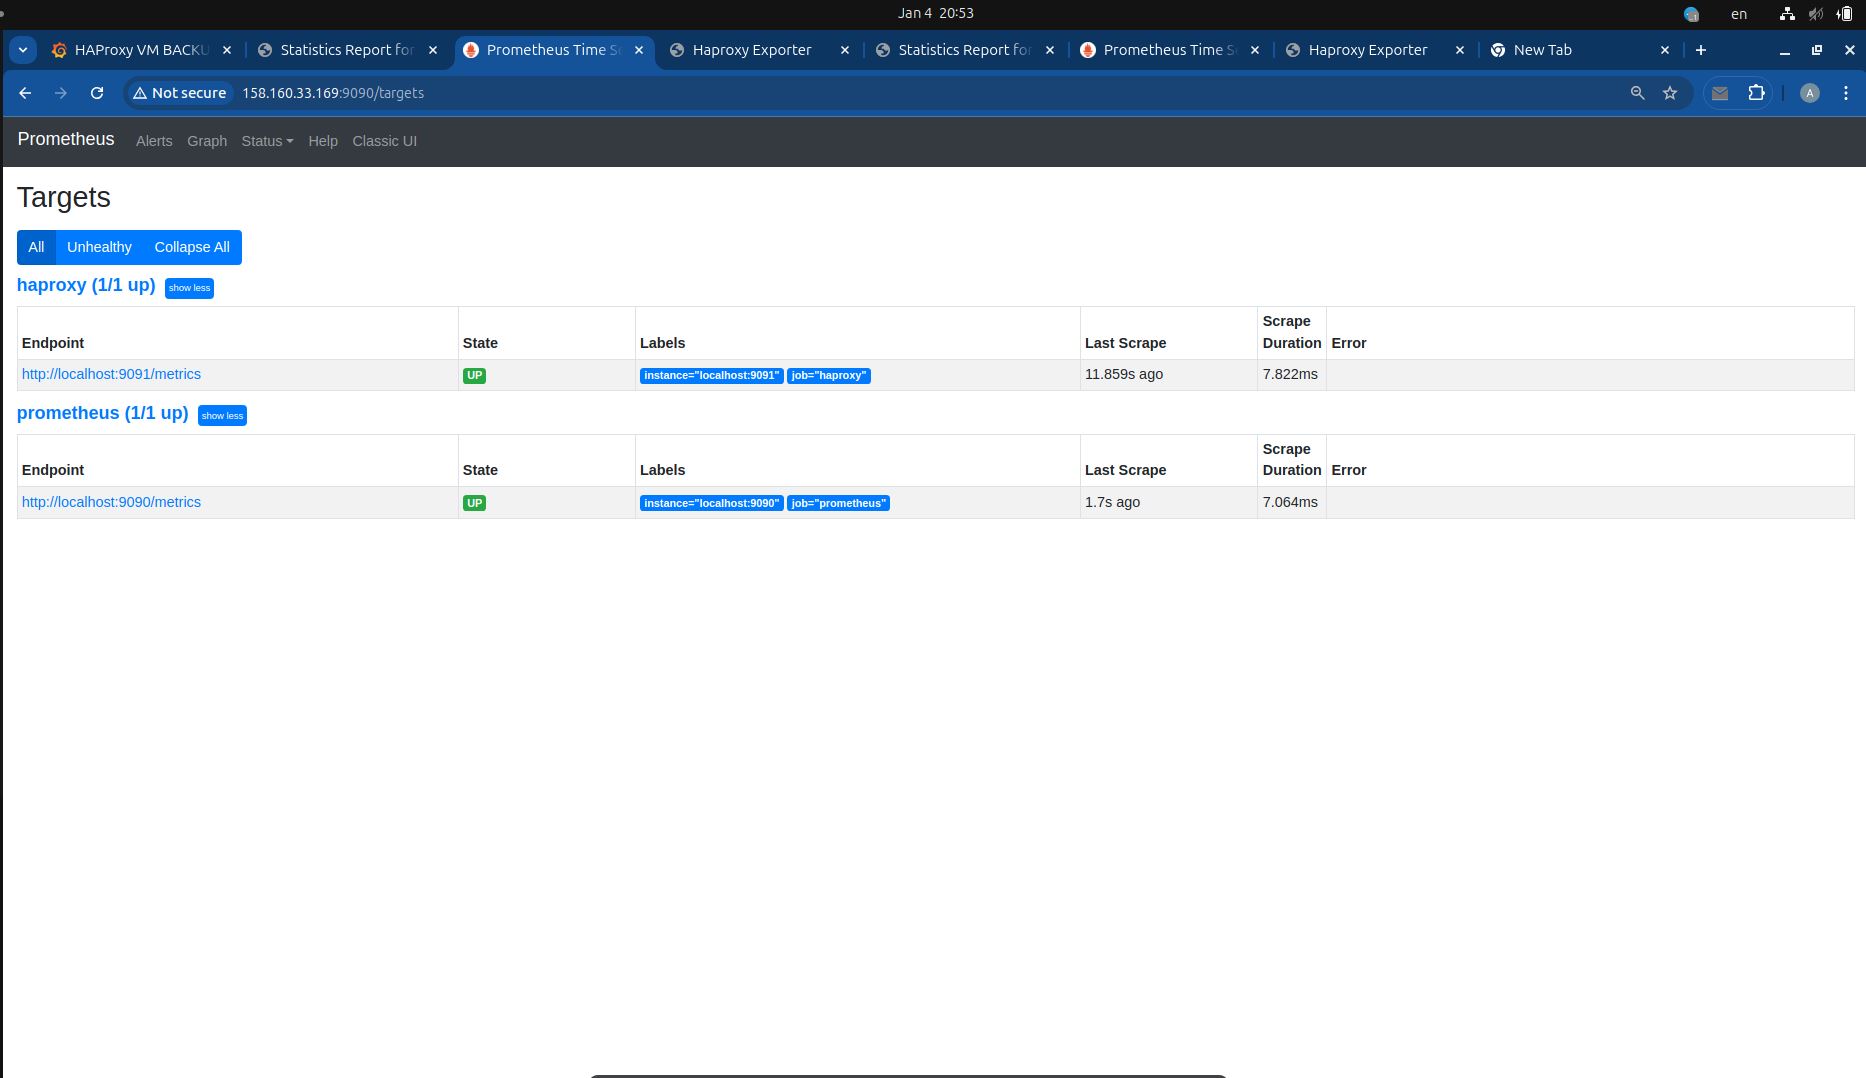 Jan 4 20:53
en
HAProxy VM BACKU
Statistics Report for
Prometheus Time S
Haproxy Exporter
Statistics Report for
Prometheus Time S
Haproxy Exporter
New Tab
Not secure 158.160.33.169:9090/targets
A
Prometheus Alerts Graph Status Help Classic UI
Targets
All Unhealthy Collapse All
haproxy (1/1 up) show less
Endpoint State Labels Last Scrape Scrape Duration Error
http://localhost:9091/metrics UP instance="localhost:9091" job="haproxy" 11.859s ago 7.822ms
prometheus (1/1 up) show less
Endpoint State Labels Last Scrape Scrape Duration Error
http://localhost:9090/metrics UP instance="localhost:9090" job="prometheus" 1.7s ago 7.064ms